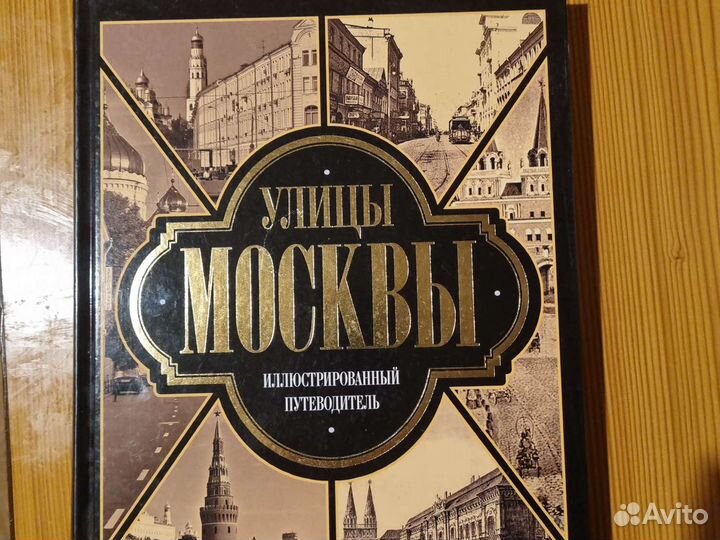 УЛИЦЫ
МОСКВЫ
ИЛЛЮСТРИРОВАННЫЙ
ПУТЕВОДИТЕЛЬ
Avito